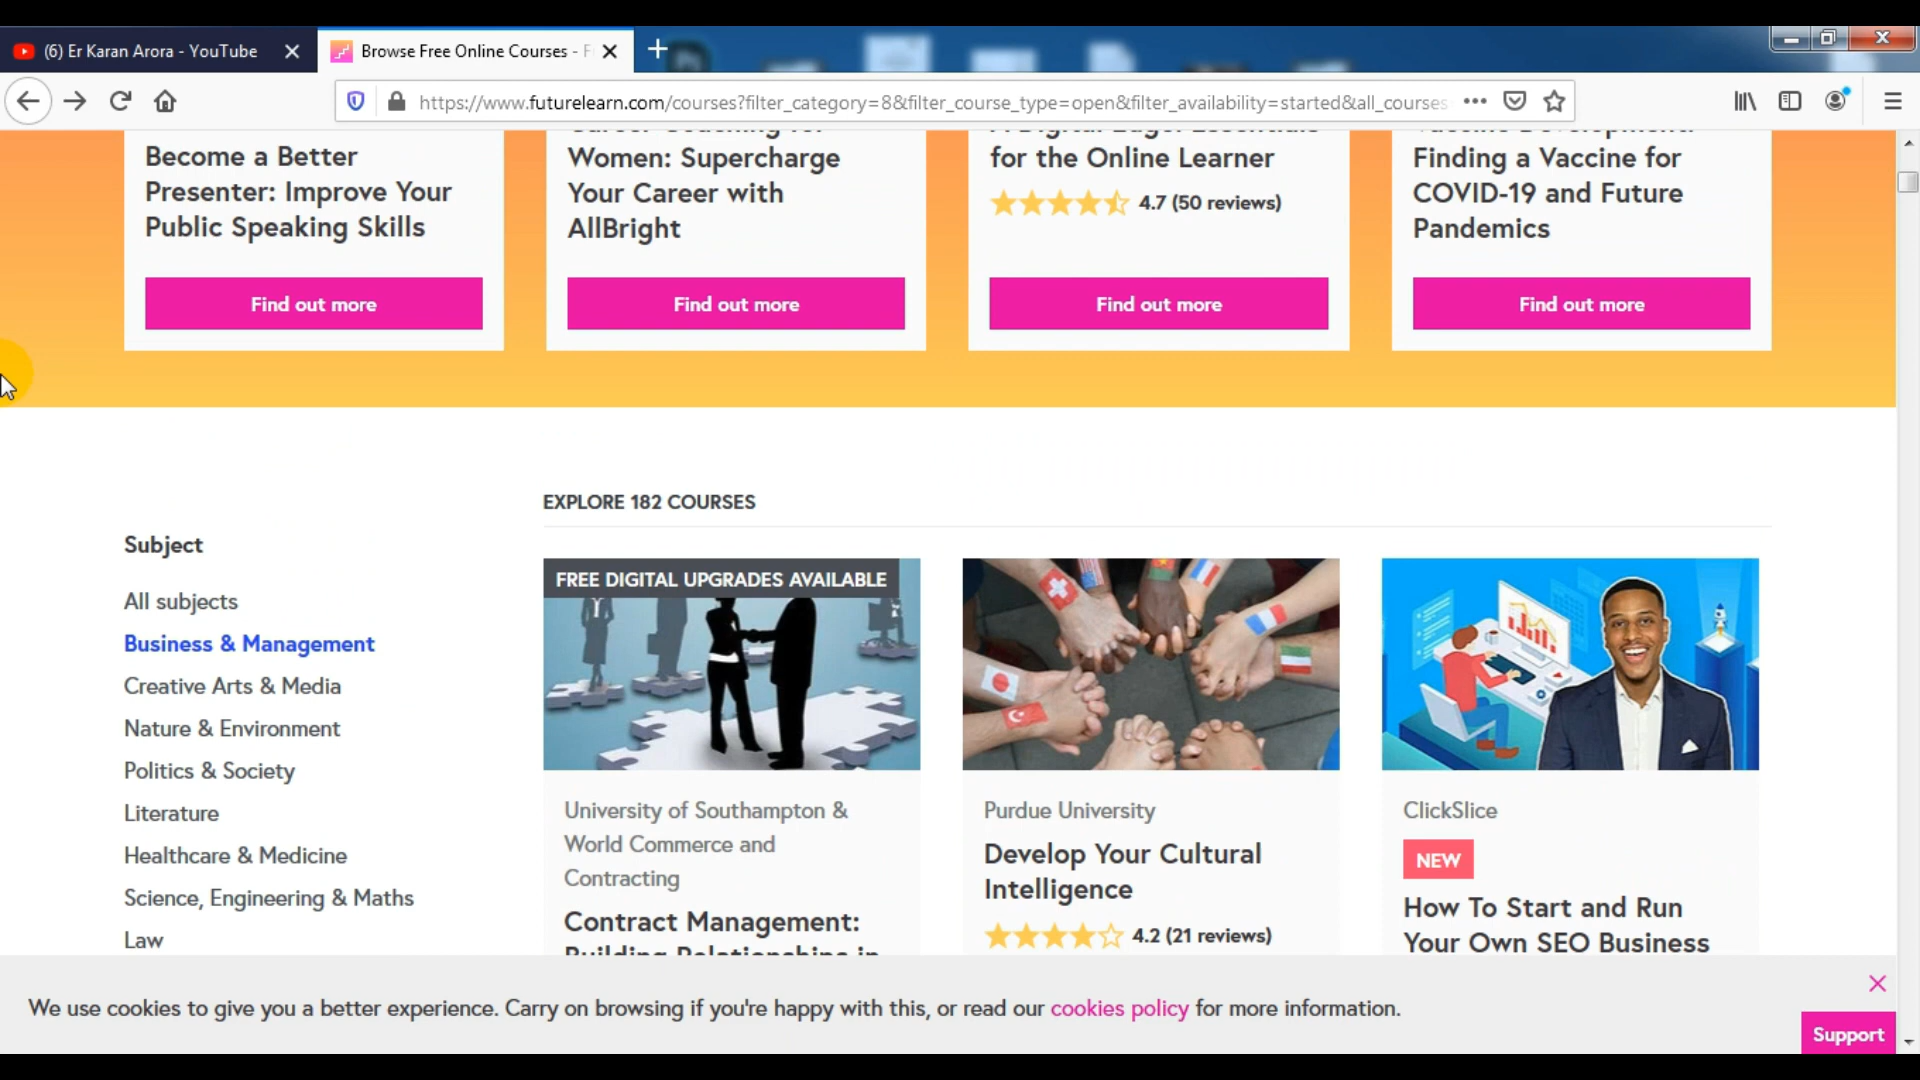 (6) Er Karan Arora - YouTube
Browse Free Online Courses - F
https://www.futurelearn.com/courses?filter_category=8&filter_course_type=open&filter_availability=started&all_courses
Become a Better
Presenter: Improve Your
Public Speaking Skills
Find out more
Career Coaching for
Women: Supercharge
Your Career with
AllBright
Find out more
A Digital Edge: Essentials
for the Online Learner
4.7 (50 reviews)
Find out more
Vaccine Development:
Finding a Vaccine for
COVID-19 and Future
Pandemics
Find out more
Subject
All subjects
Business & Management
Creative Arts & Media
Nature & Environment
Politics & Society
Literature
Healthcare & Medicine
Science, Engineering & Maths
Law
EXPLORE 182 COURSES
FREE DIGITAL UPGRADES AVAILABLE
University of Southampton &
World Commerce and
Contracting
Contract Management:
Building Relationships in
Purdue University
Develop Your Cultural
Intelligence
4.2 (21 reviews)
ClickSlice
NEW
How To Start and Run
Your Own SEO Business
We use cookies to give you a better experience. Carry on browsing if you're happy with this, or read our cookies policy for more information.
Support